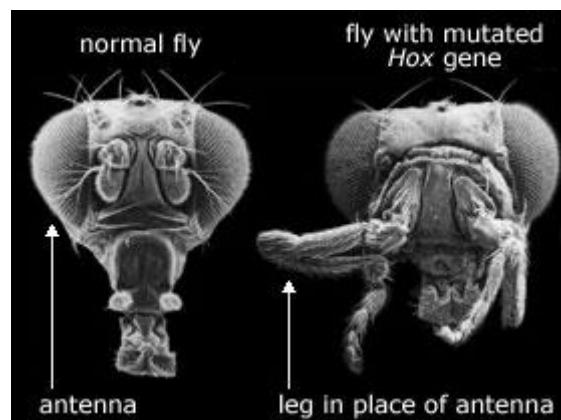 normal fly
fly with mutated
Hox gene
antenna
leg in place of antenna